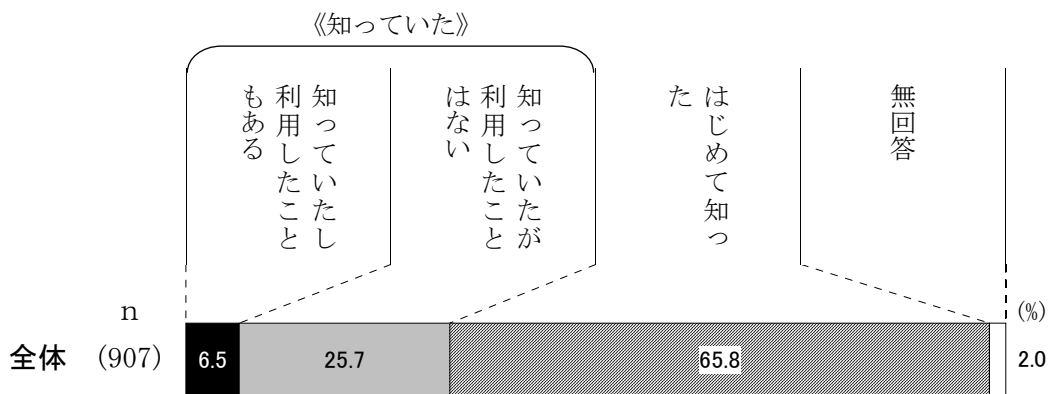 《知っていた》
知っていたし
利用したこと
もある
知っていたが
利用したこと
はない
はじめて知っ
た
無回答
n
(%)
全体 (907) 6.5 25.7 65.8 2.0